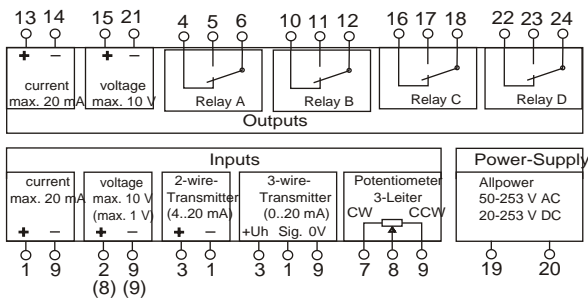 13 14 15 21 4 5 6 10 11 12 16 17 18 22 23 24
+ − + −
current max. 20 mA
voltage max. 10 V
Relay A
Relay B
Relay C
Relay D
Outputs
Inputs
current
max. 20 mA
+ −
voltage
max. 10 V
(max. 1 V)
+ −
2-wire-
Transmitter
(4..20 mA)
+ −
3-wire-
Transmitter
(0..20 mA)
+Uh Sig. 0V
Potentiometer
3-Leiter
CW CCW
Power-Supply
Allpower
50-253 V AC
20-253 V DC
1 9 2 9 3 1 3 1 9 7 8 9 19 20
(8) (9)